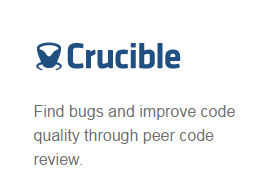 Crucible
Find bugs and improve code
quality through peer code
review.